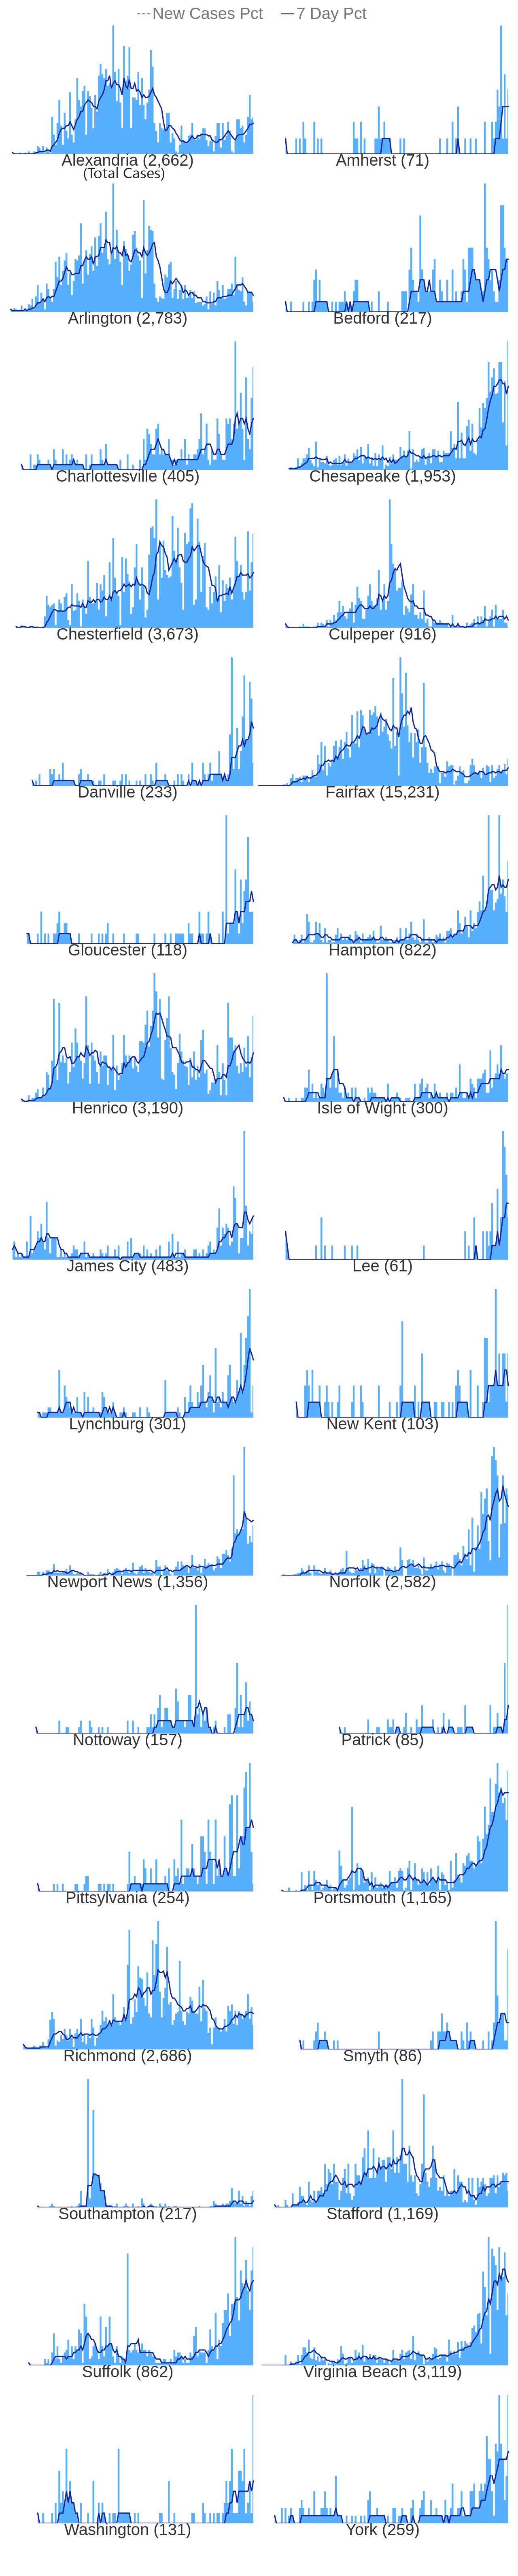 New Cases Pct 7 Day Pct
Alexandria (2,662) Amherst (71)
(Total Cases)
Arlington (2,783) Bedford (217)
Charlottesville (405) Chesapeake (1,953)
Chesterfield (3,673) Culpeper (916)
Danville (233) Fairfax (15,231)
Gloucester (118) Hampton (822)
Henrico (3,190) Isle of Wight (300)
James City (483) Lee (61)
Lynchburg (301) New Kent (103)
Newport News (1,356) Norfolk (2,582)
Nottoway (157) Patrick (85)
Pittsylvania (254) Portsmouth (1,165)
Richmond (2,686) Smyth (86)
Southampton (217) Stafford (1,169)
Suffolk (862) Virginia Beach (3,119)
Washington (131) York (259)